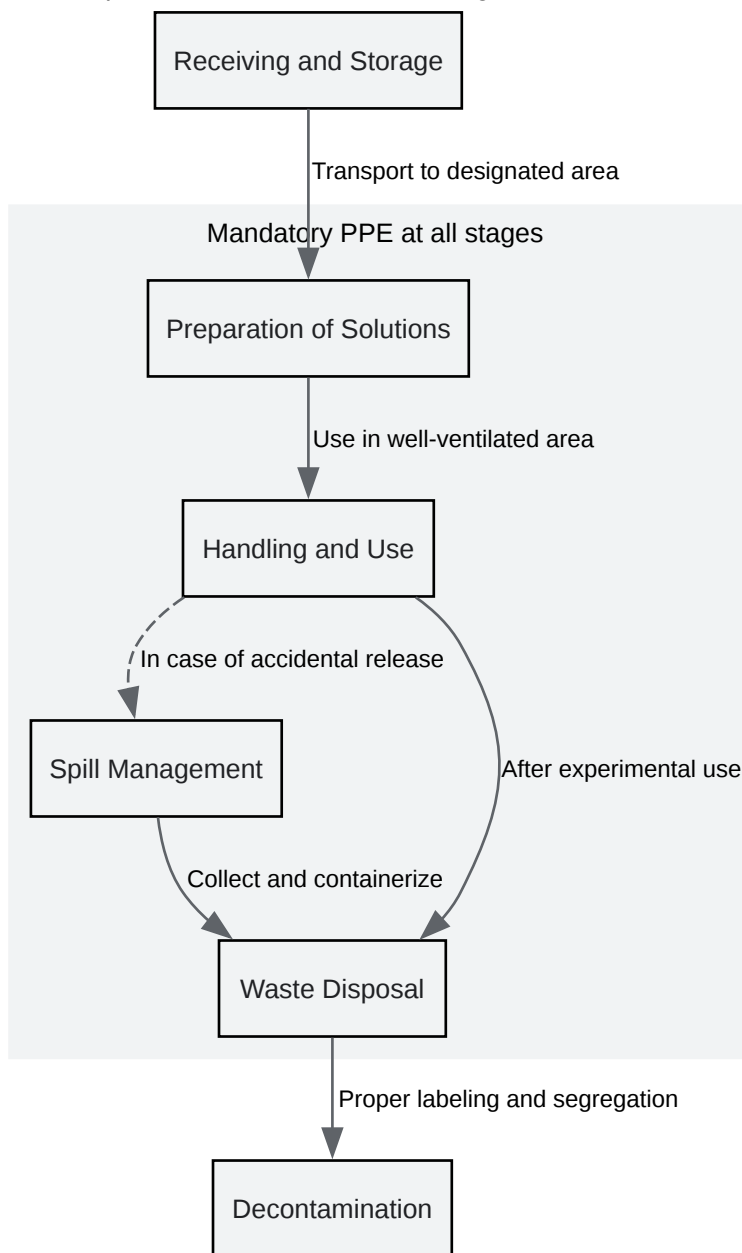 Receiving and Storage
Transport to designated area
Mandatory PPE at all stages
Preparation of Solutions
Use in well-ventilated area
Handling and Use
In case of accidental release
Spill Management
After experimental use
Collect and containerize
Waste Disposal
Proper labeling and segregation
Decontamination